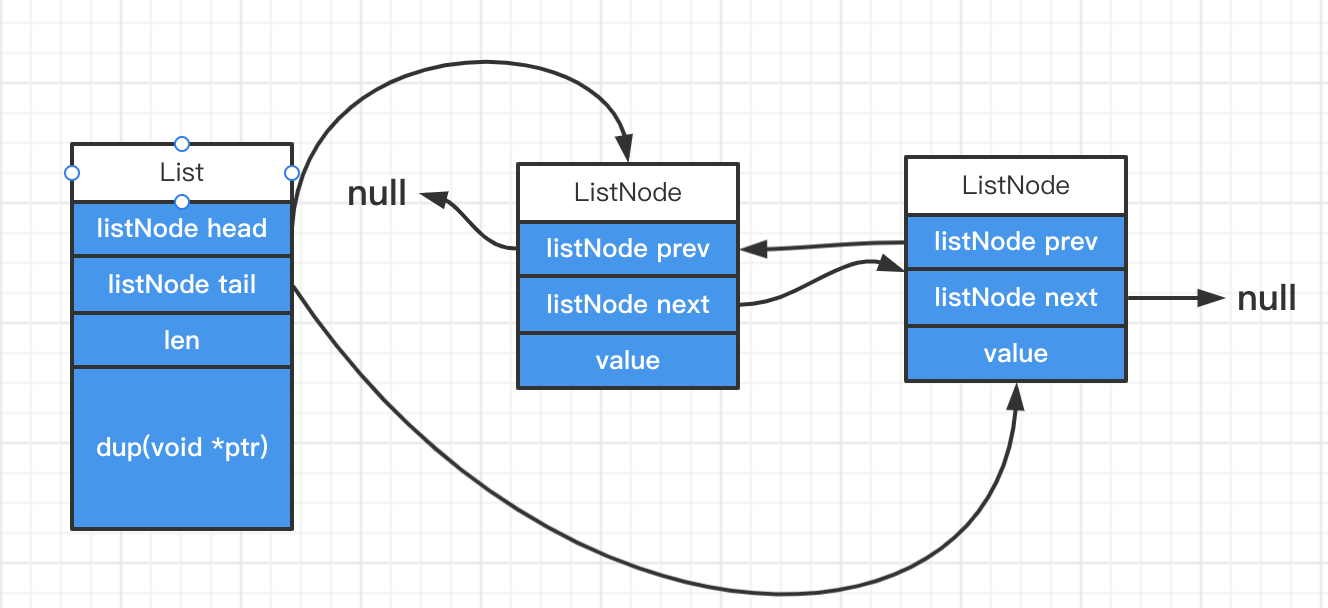 List
listNode head
listNode tail
len
dup(void *ptr)
null
ListNode
listNode prev
listNode next
value
ListNode
listNode prev
listNode next
value
null